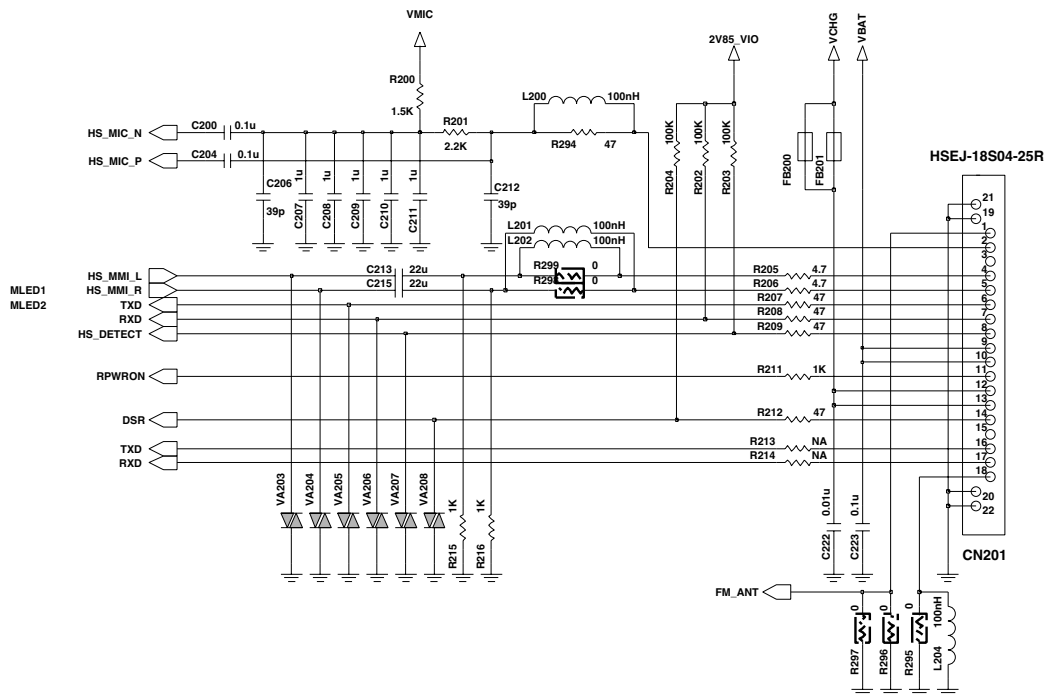 VMIC
2V85_VIO
VCHG
VBAT
R200
1.5K
L200 100nH
C200 0.1u
R201
2.2K
R294 47
HS_MIC_N
C204 0.1u
HS_MIC_P
100K
100K
100K
R204
R202
R203
FB200
FB201
HSEJ-18S04-25R
C206
39p
1u
C207
1u
C208
1u
C209
1u
C210
1u
C211
C212
39p
L201 100nH
L202 100nH
21
19
1
2
3
4
5
6
7
8
9
10
11
12
13
14
15
16
17
18
20
22
CN201
HS_MMI_L
C213 22u
R299 0
R205 4.7
MLED1 HS_MMI_R
C215 22u
0
R206 4.7
MLED2 TXD
R207 47
RXD
R208 47
HS_DETECT
R209 47
RPWRON
R211 1K
DSR
R212 47
TXD
R213 NA
RXD
R214 NA
VA203
VA204
VA205
VA206
VA207
VA208
1K
R215
1K
R216
0.01u
C222
0.1u
C223
FM_ANT
0
R297
0
R296
0
R295
100nH
L204